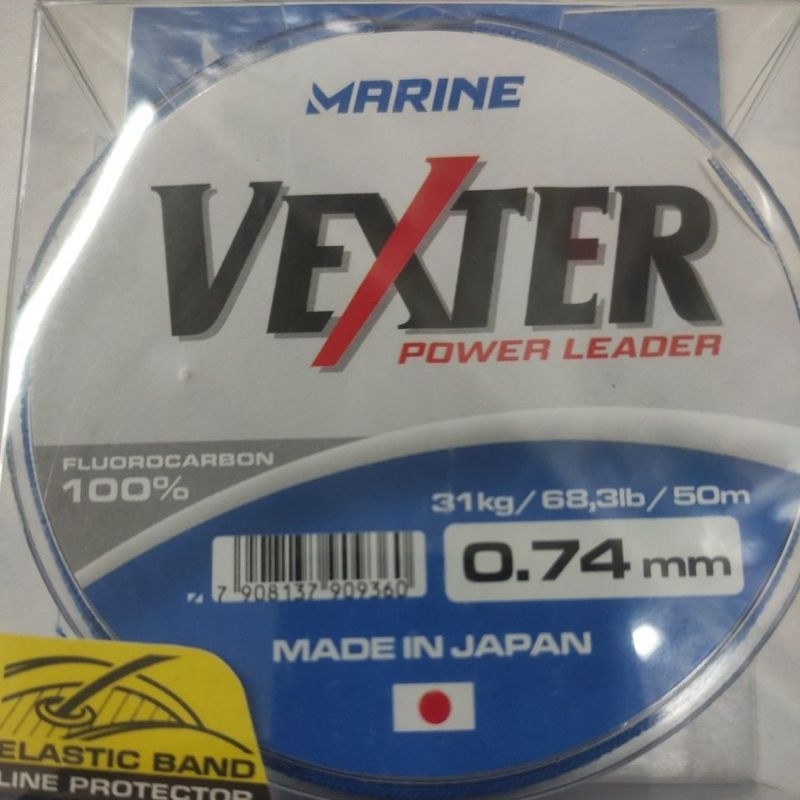 MARINE
VEXTER
POWER LEADER
FLUOROCARBON
100%
31kg/68,3lb/50m
0.74 mm
7 908137 909360
MADE IN JAPAN
ELASTIC BAND
LINE PROTECTOR